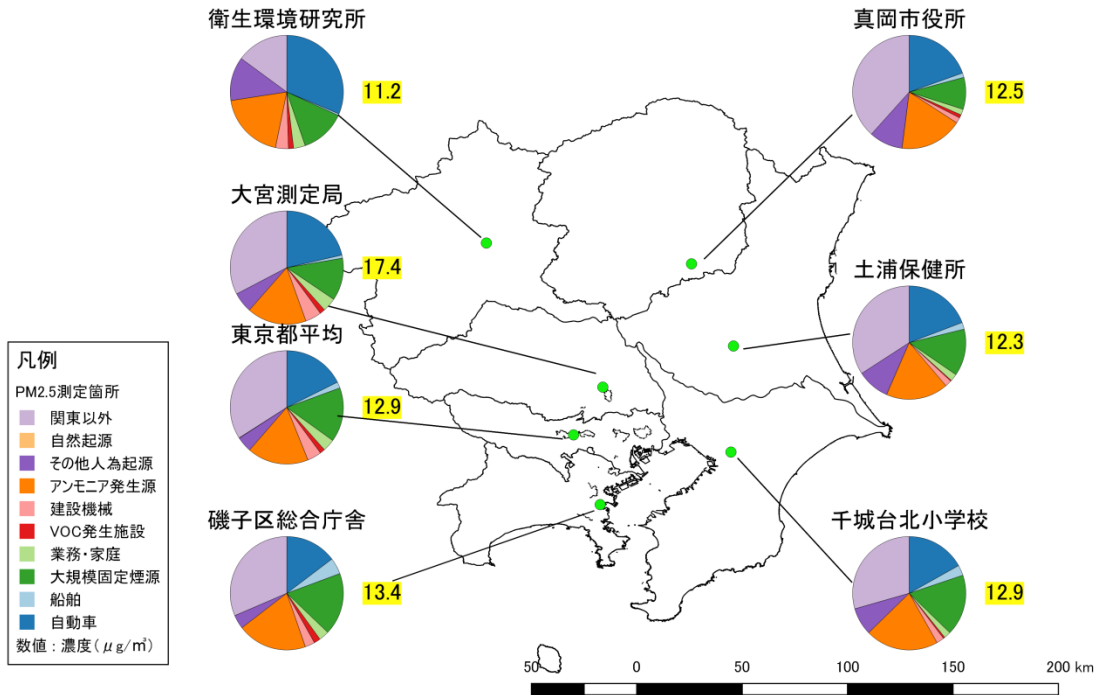 衛生環境研究所
11.2
真岡市役所
12.5
大宮測定局
17.4
土浦保健所
12.3
東京都平均
12.9
磯子区総合庁舎
13.4
千城台北小学校
12.9
凡例
PM2.5測定箇所
関東以外
自然起源
その他人為起源
アンモニア発生源
建設機械
VOC発生施設
業務・家庭
大規模固定煙源
船舶
自動車
数値：濃度（μg/㎥）
50 0 50 100 150 200 km